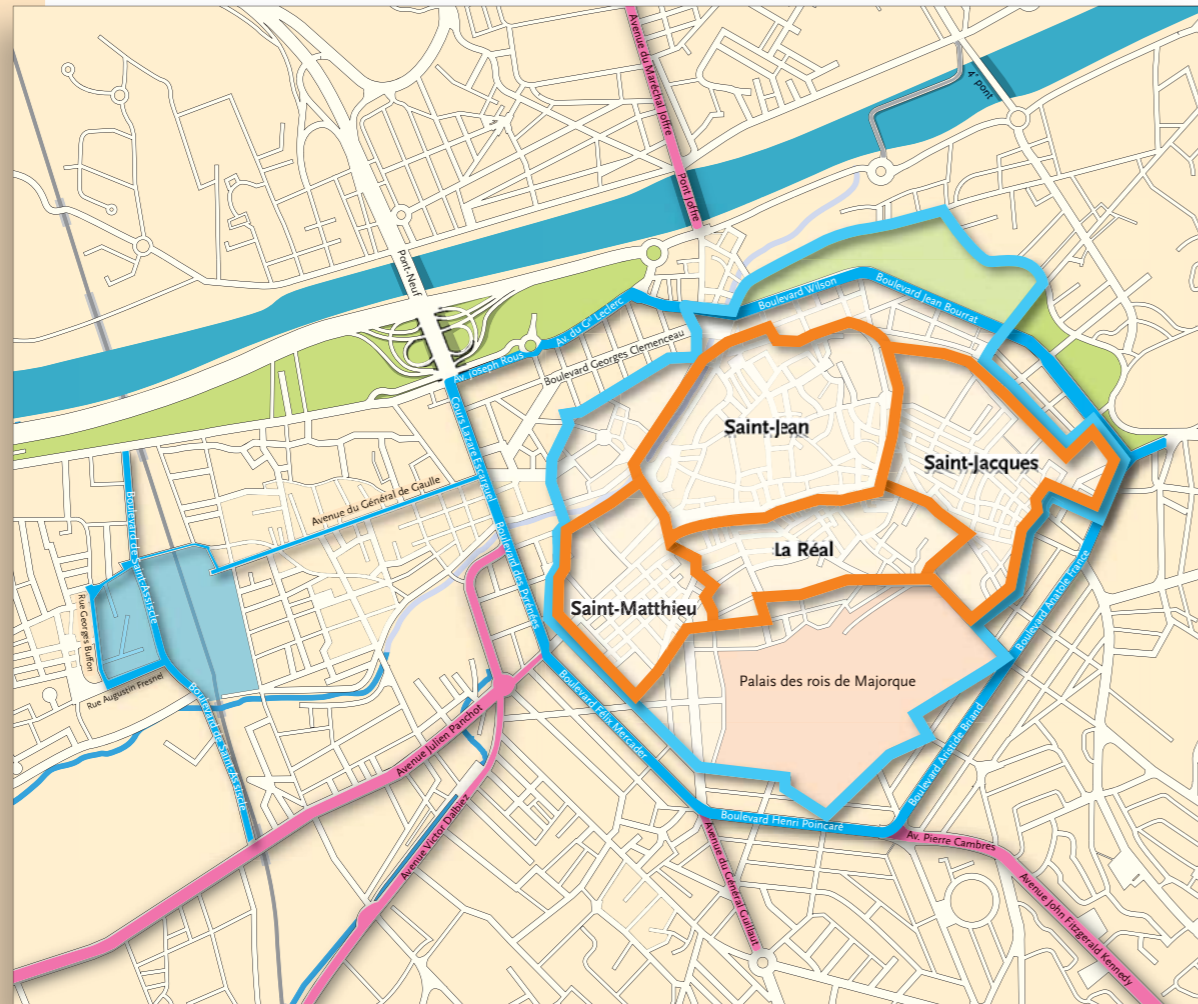 Avenue du Maréchal Joffre
4e pont
Pont Joffre
Pont-Neuf
Boulevard Wilson
Boulevard Jean Bourrat
Av. du Gal Leclerc
Av. Joseph Rous
Boulevard Georges Clemenceau
Cours Lazare Escarguel
Saint-Jean
Saint-Jacques
Avenue du Général de Gaulle
Boulevard de Saint-Assiscle
Boulevard des Pyrénées
La Réal
Saint-Matthieu
Rue Georges Buffon
Boulevard Anatole France
Rue Augustin Fresnel
Palais des rois de Majorque
Boulevard de Saint-Assiscle
Boulevard Félix Mercader
Avenue Julien Panchot
Boulevard Aristide Briand
Avenue Victor Dalbiez
Boulevard Henri Poincaré
Av. Pierre Cambres
Avenue du Général Guillaut
Avenue John Fitzgerald Kennedy